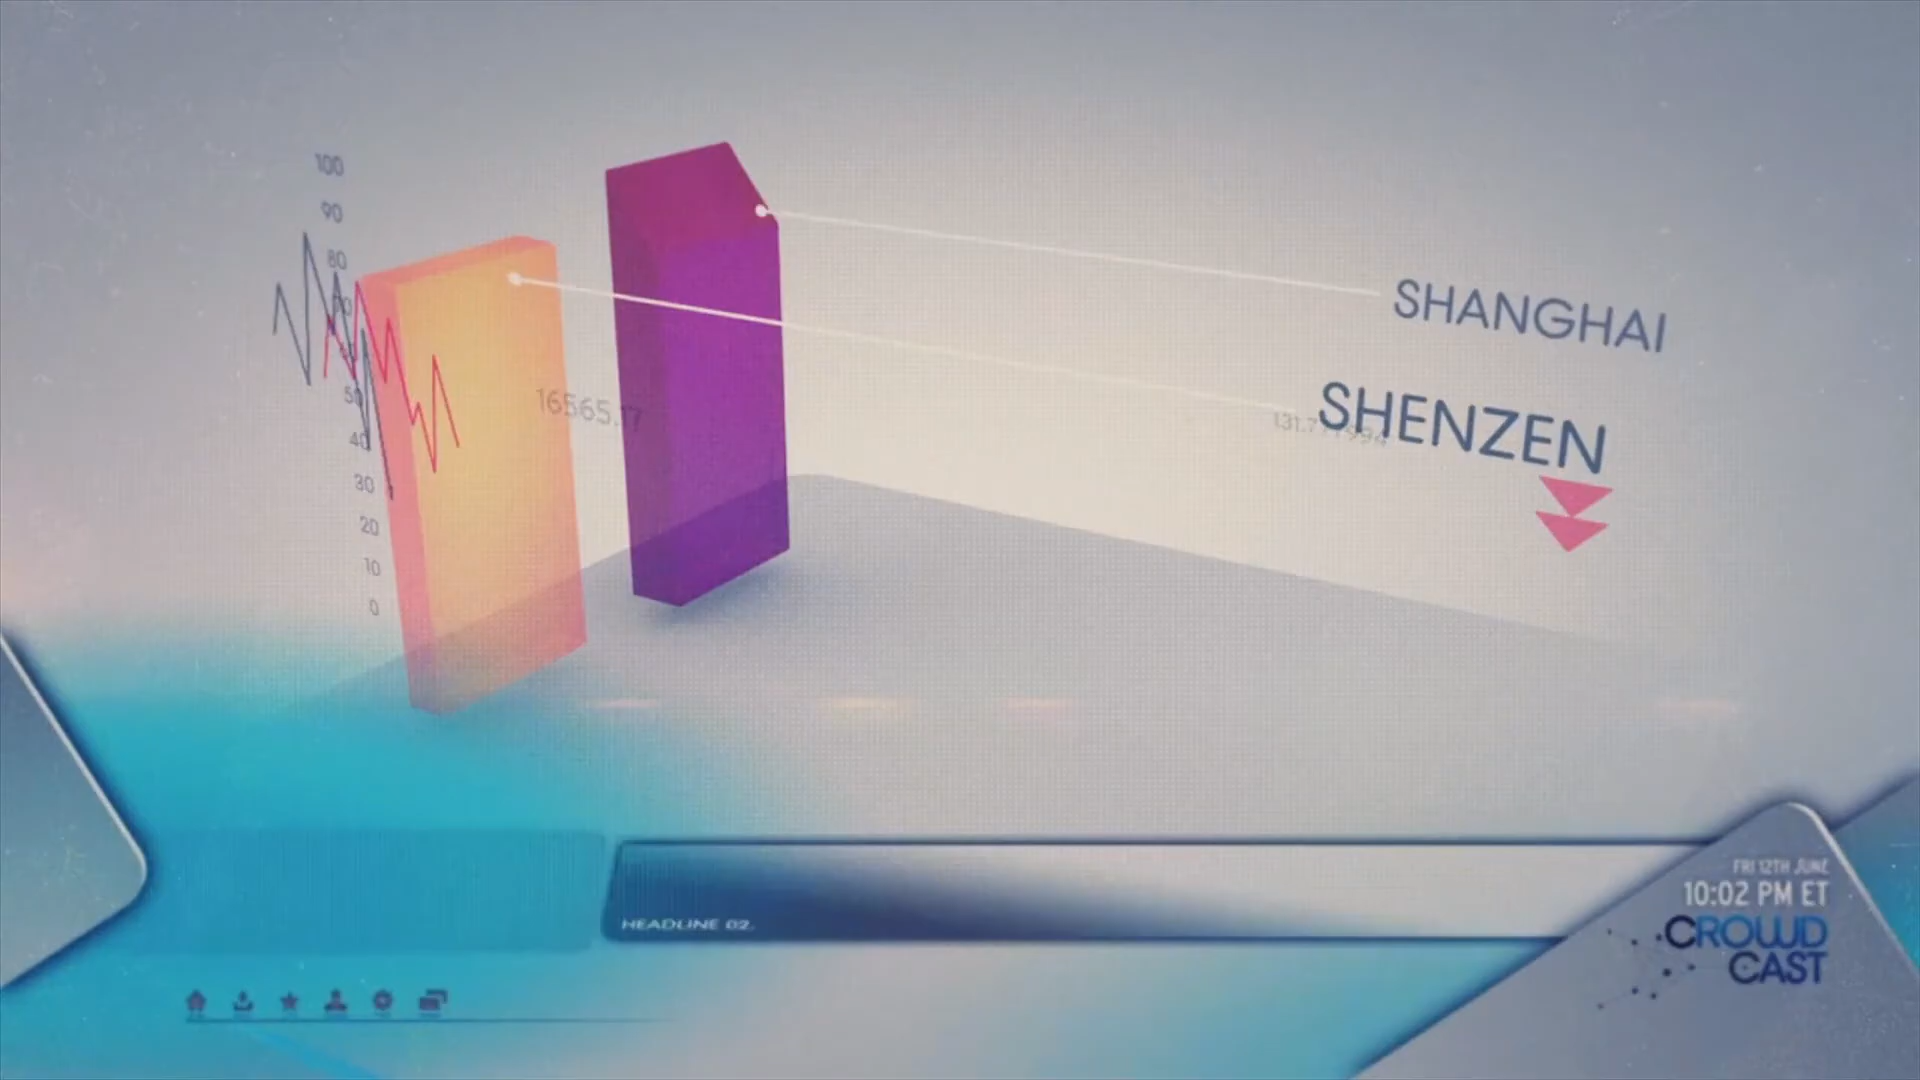 100
90
80
70
50
40
30
20
10
0
16565.17
SHANGHAI
SHENZEN
HEADLINE 02.
FRI 12TH JUNE
10:02 PM ET
CROWD
CAST